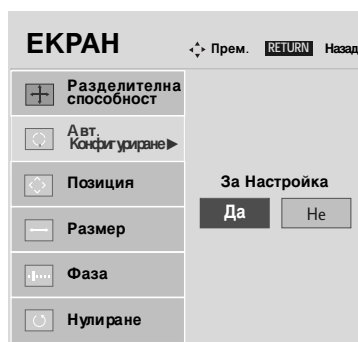 ЕКРАН
Прем. RETURN Назад
Разделителна
способност
Авт.
Конфигуриране
Позиция
Размер
Фаза
Нулиране
За Настройка
Да Не